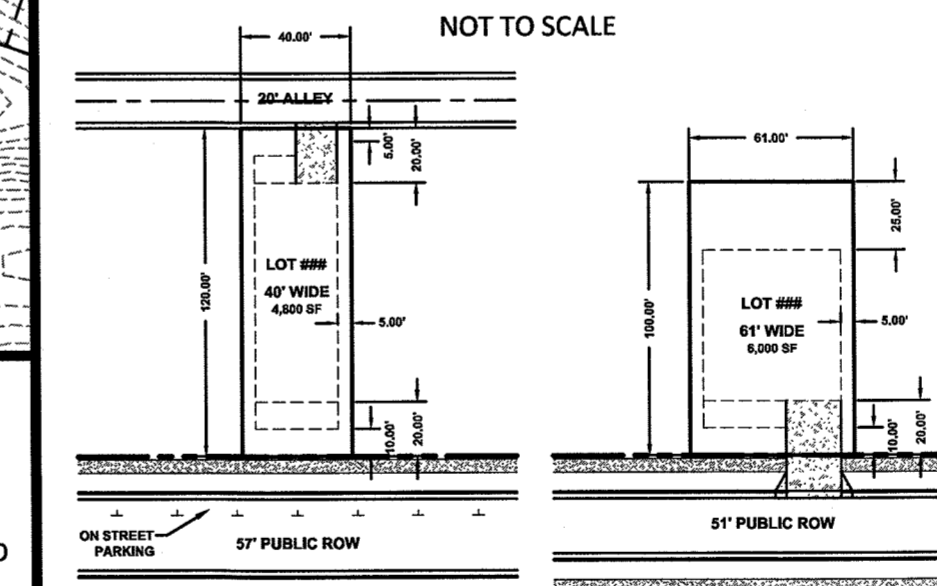 NOT TO SCALE
40.00'
20' ALLEY
5.00'
20.00'
120.00'
LOT ###
40' WIDE
4,800 SF
5.00'
10.00'
20.00'
ON STREET
PARKING
57' PUBLIC ROW
61.00'
25.00'
100.00'
LOT ###
61' WIDE
6,000 SF
5.00'
10.00'
20.00'
51' PUBLIC ROW